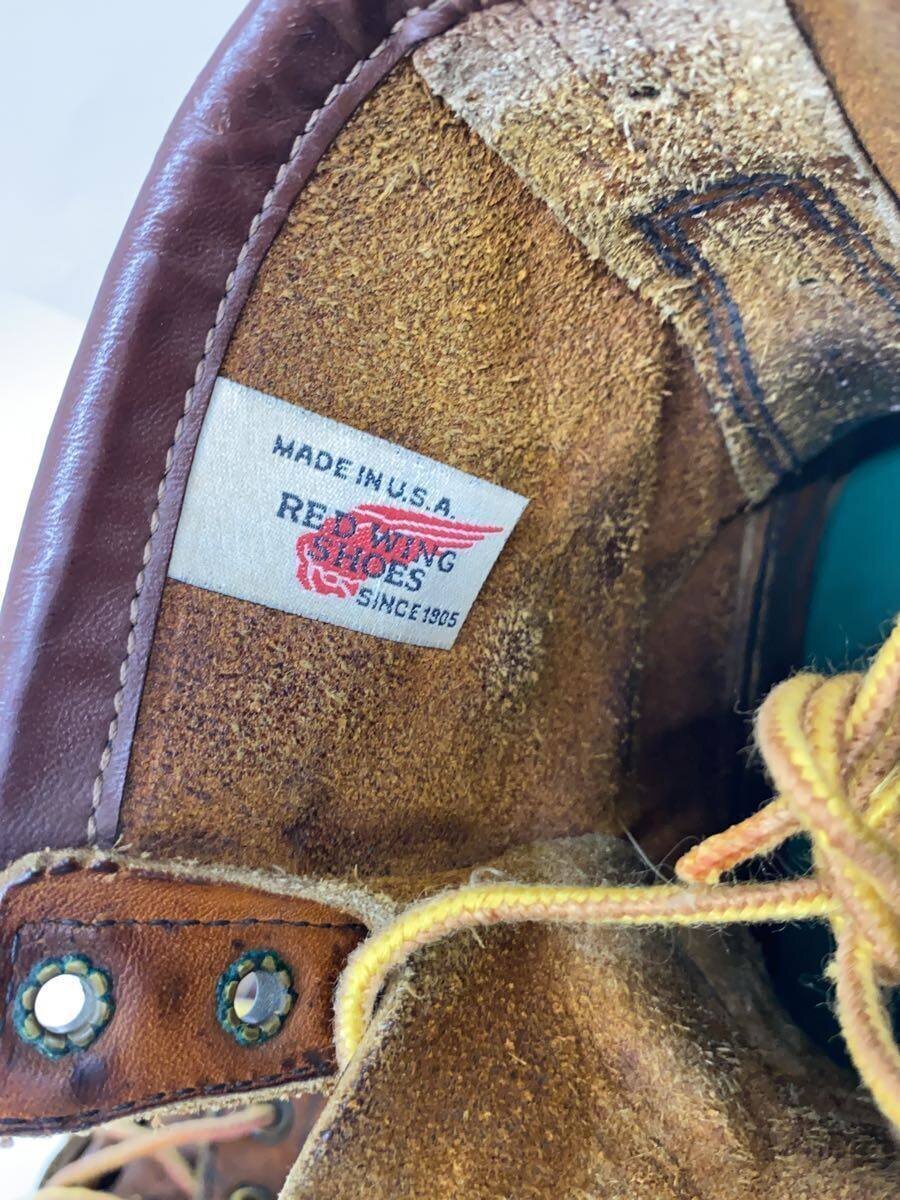 MADE IN U.S.A.
RED WING
SHOES
SINCE 1905